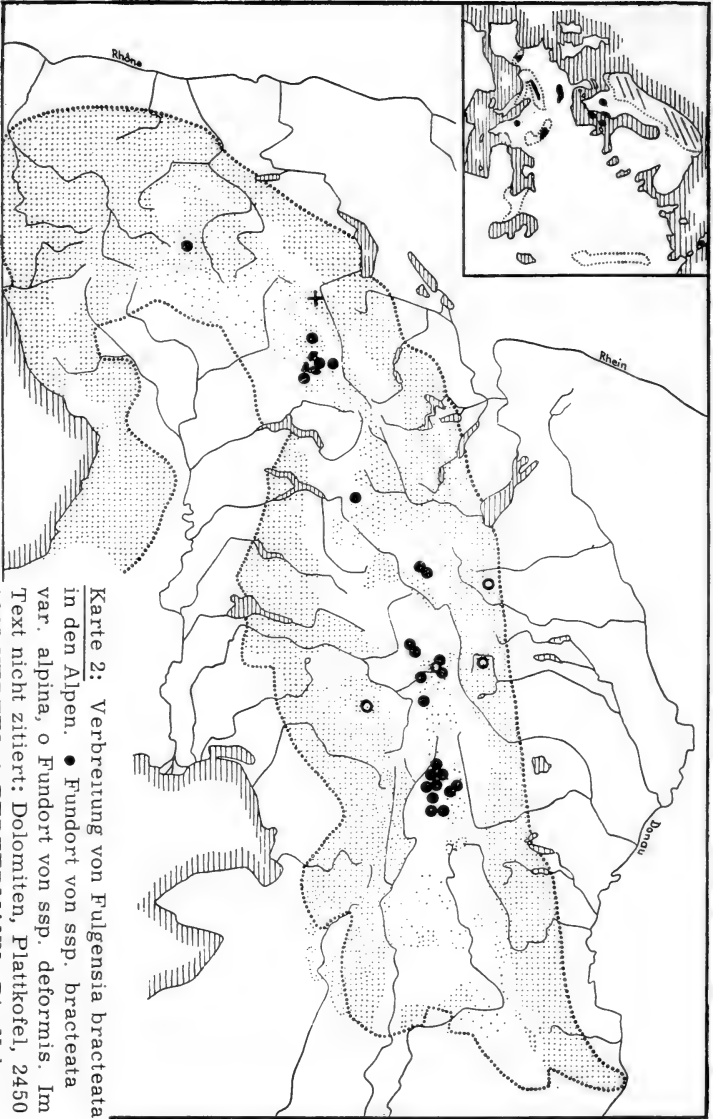 Rhône
Rhein
Donau
Karte 2: Verbreitung von Fulgensia bracteata
in den Alpen. ● Fundort von ssp. bracteata
var. alpina, o Fundort von ssp. deformis. Im
Text nicht zitiert: Dolomiten, Plattkofel, 2450